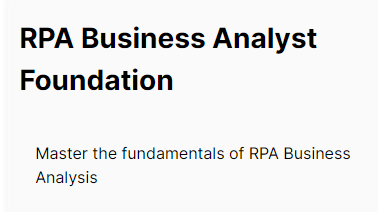 RPA Business Analyst
Foundation
Master the fundamentals of RPA Business
Analysis